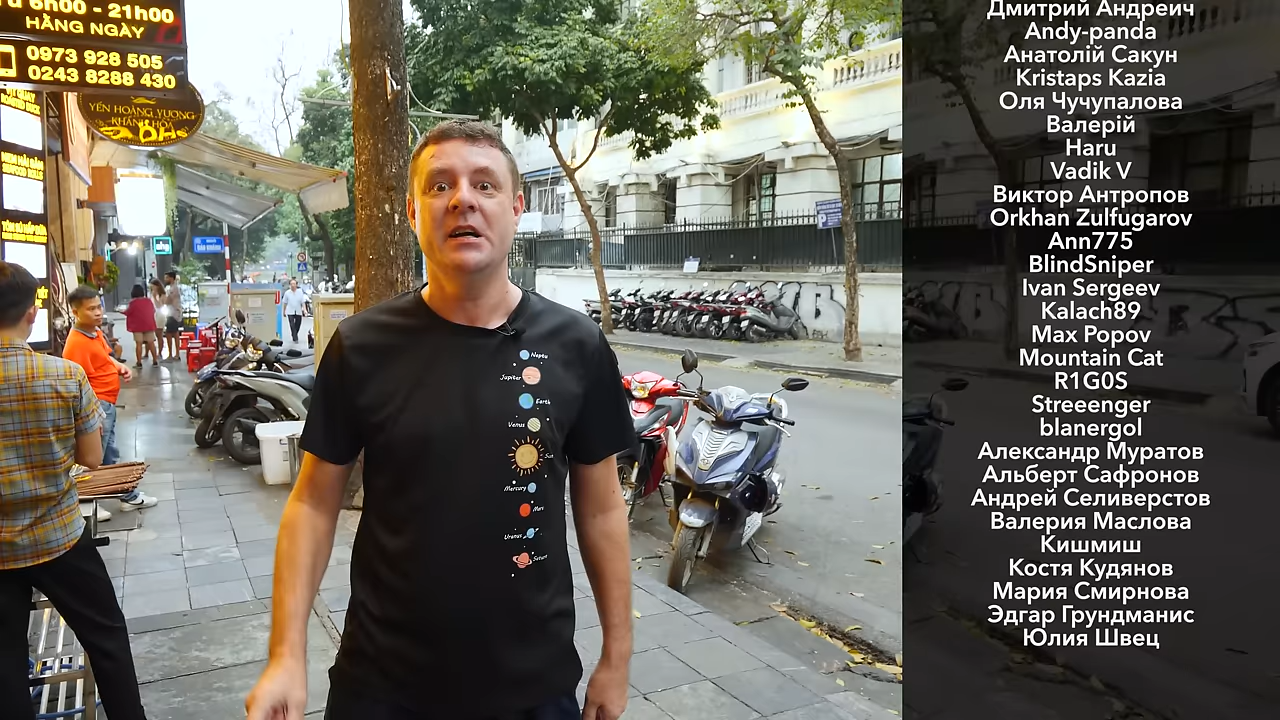 6h00 - 21h00
HẰNG NGÀY
0973 928 505
0243 8288 430
YẾN HOÀNG VƯƠNG
KHÁNH HÒA
Jupiter
Earth
Venus
Sun
Mercury
Mars
Uranus
Saturn
Дмитрий Андреич
Andy-panda
Анатолій Сакун
Kristaps Kazia
Оля Чучупалова
Валерій
Haru
Vadik V
Виктор Антропов
Orkhan Zulfugarov
Ann775
BlindSniper
Ivan Sergeev
Kalach89
Max Popov
Mountain Cat
R1G0S
Streeenger
blanergol
Александр Муратов
Альберт Сафронов
Андрей Селиверстов
Валерия Маслова
Кишмиш
Костя Кудянов
Мария Смирнова
Эдгар Грундманис
Юлия Швец